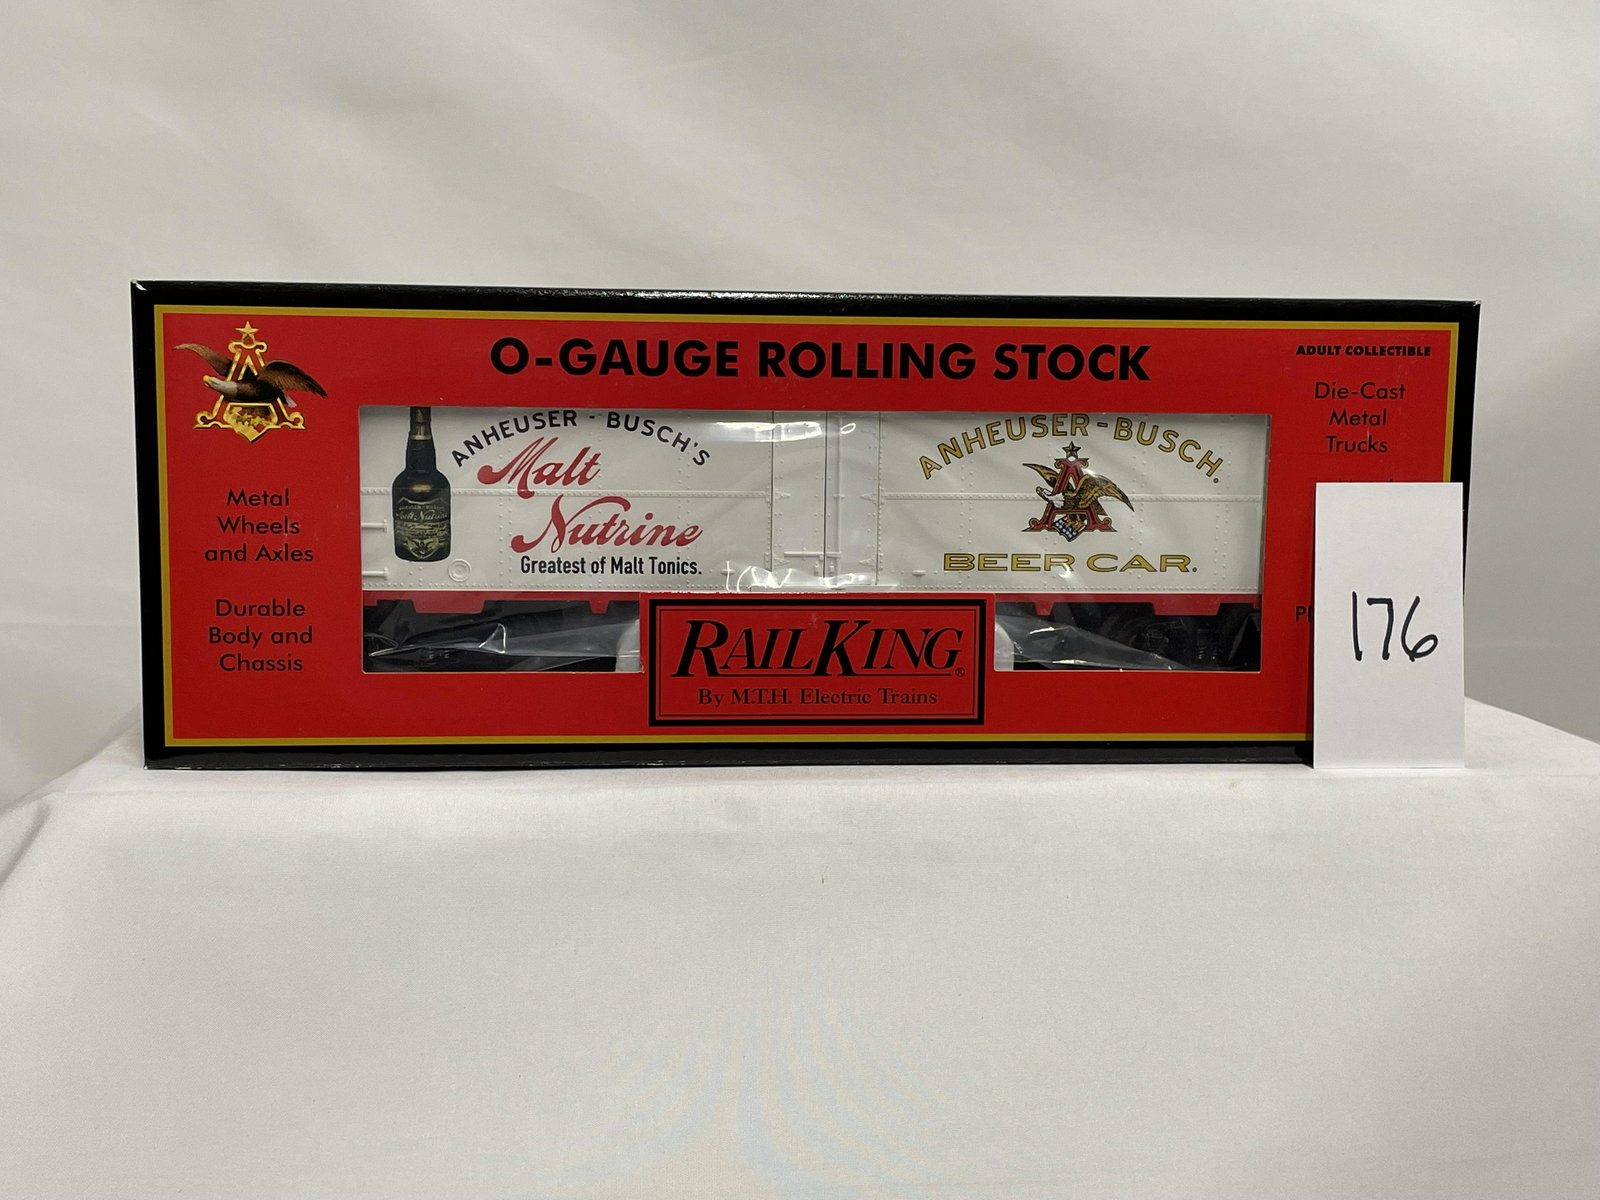 O-GAUGE ROLLING STOCK
ADULT COLLECTIBLE
Die-Cast
Metal
Trucks
Metal
Wheels
and Axles
Durable
Body and
Chassis
ANHEUSER - BUSCH'S
Malt
Nutrine
Greatest of Malt Tonics.
ANHEUSER-BUSCH.
BEER CAR.
RAILKING®
By M.T.H. Electric Trains
176